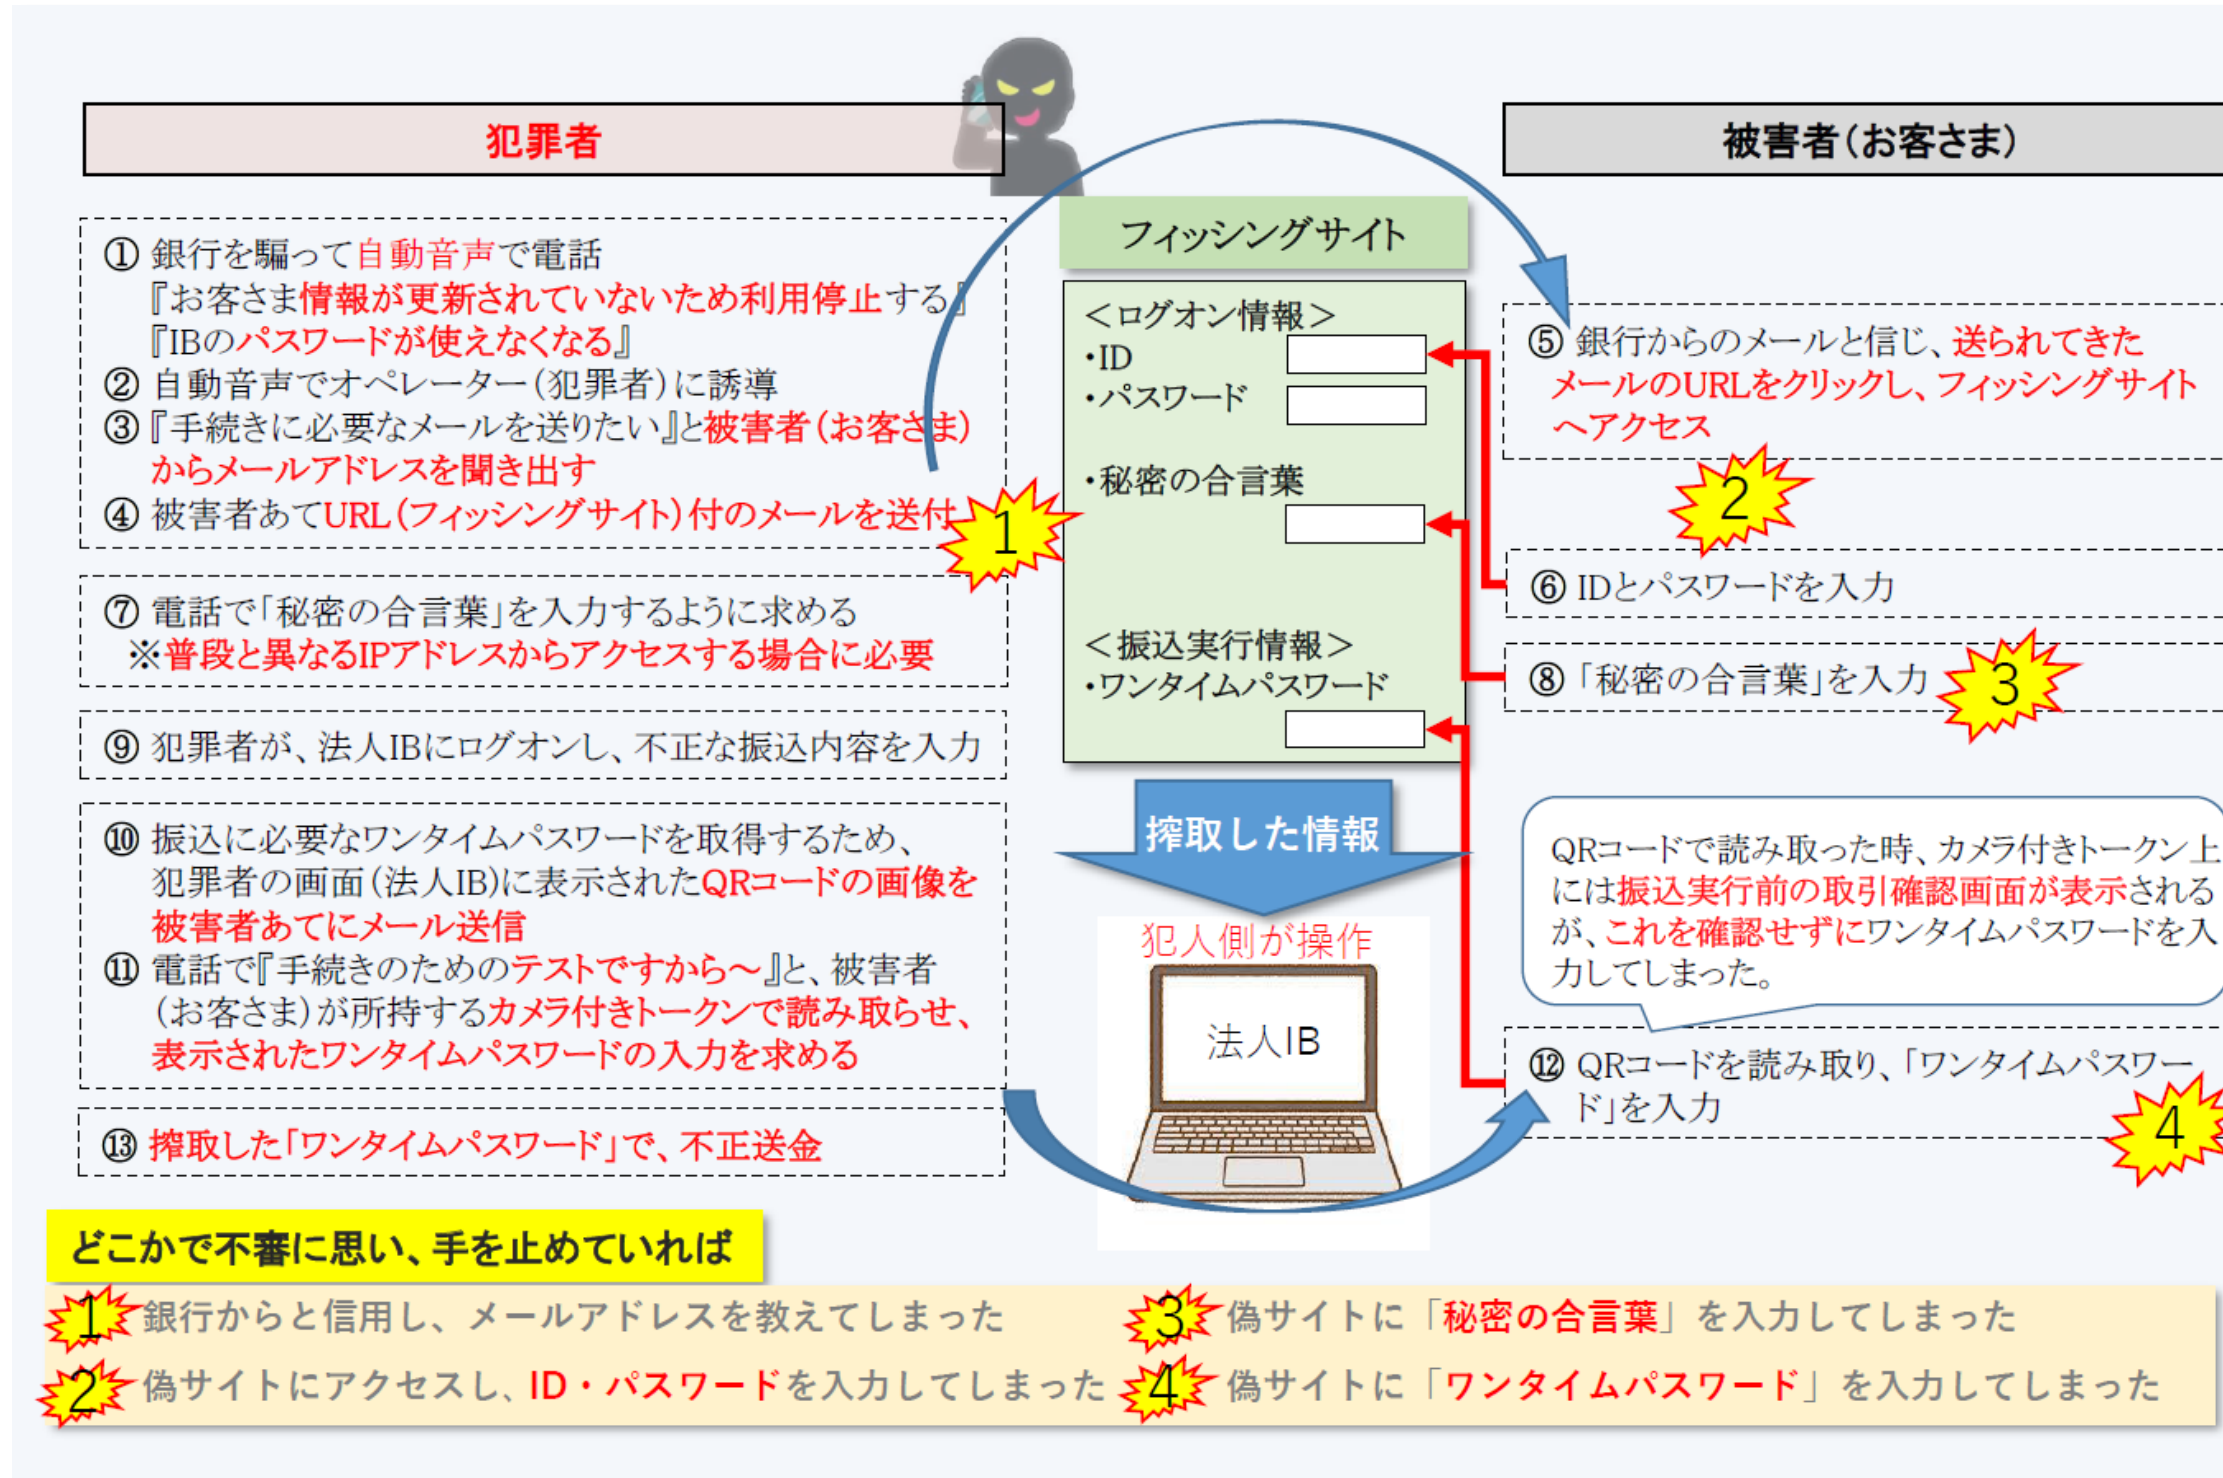 犯罪者
被害者(お客さま)
① 銀行を騙って自動音声で電話
『お客さま情報が更新されていないため利用停止する』
『IBのパスワードが使えなくなる』
② 自動音声でオペレーター(犯罪者)に誘導
③『手続きに必要なメールを送りたい』と被害者(お客さま)
からメールアドレスを聞き出す
④ 被害者あてURL(フィッシングサイト)付のメールを送付
1
⑦ 電話で「秘密の合言葉」を入力するように求める
※普段と異なるIPアドレスからアクセスする場合に必要
⑨ 犯罪者が、法人IBにログオンし、不正な振込内容を入力
⑩ 振込に必要なワンタイムパスワードを取得するため、
犯罪者の画面(法人IB)に表示されたQRコードの画像を
被害者あてにメール送信
⑪ 電話で『手続きのためのテストですから～』と、被害者
(お客さま)が所持するカメラ付きトークンで読み取らせ、
表示されたワンタイムパスワードの入力を求める
⑬ 搾取した「ワンタイムパスワード」で、不正送金
フィッシングサイト
＜ログオン情報＞
・ID
・パスワード
・秘密の合言葉
＜振込実行情報＞
・ワンタイムパスワード
搾取した情報
犯人側が操作
法人IB
⑤ 銀行からのメールと信じ、送られてきた
メールのURLをクリックし、フィッシングサイト
へアクセス
2
⑥ IDとパスワードを入力
⑧「秘密の合言葉」を入力
3
QRコードで読み取った時、カメラ付きトークン上
には振込実行前の取引確認画面が表示される
が、これを確認せずにワンタイムパスワードを入
力してしまった。
⑫ QRコードを読み取り、「ワンタイムパスワー
ド」を入力
4
どこかで不審に思い、手を止めていれば
1 銀行からと信用し、メールアドレスを教えてしまった
2 偽サイトにアクセスし、ID・パスワードを入力してしまった
3 偽サイトに「秘密の合言葉」を入力してしまった
4 偽サイトに「ワンタイムパスワード」を入力してしまった